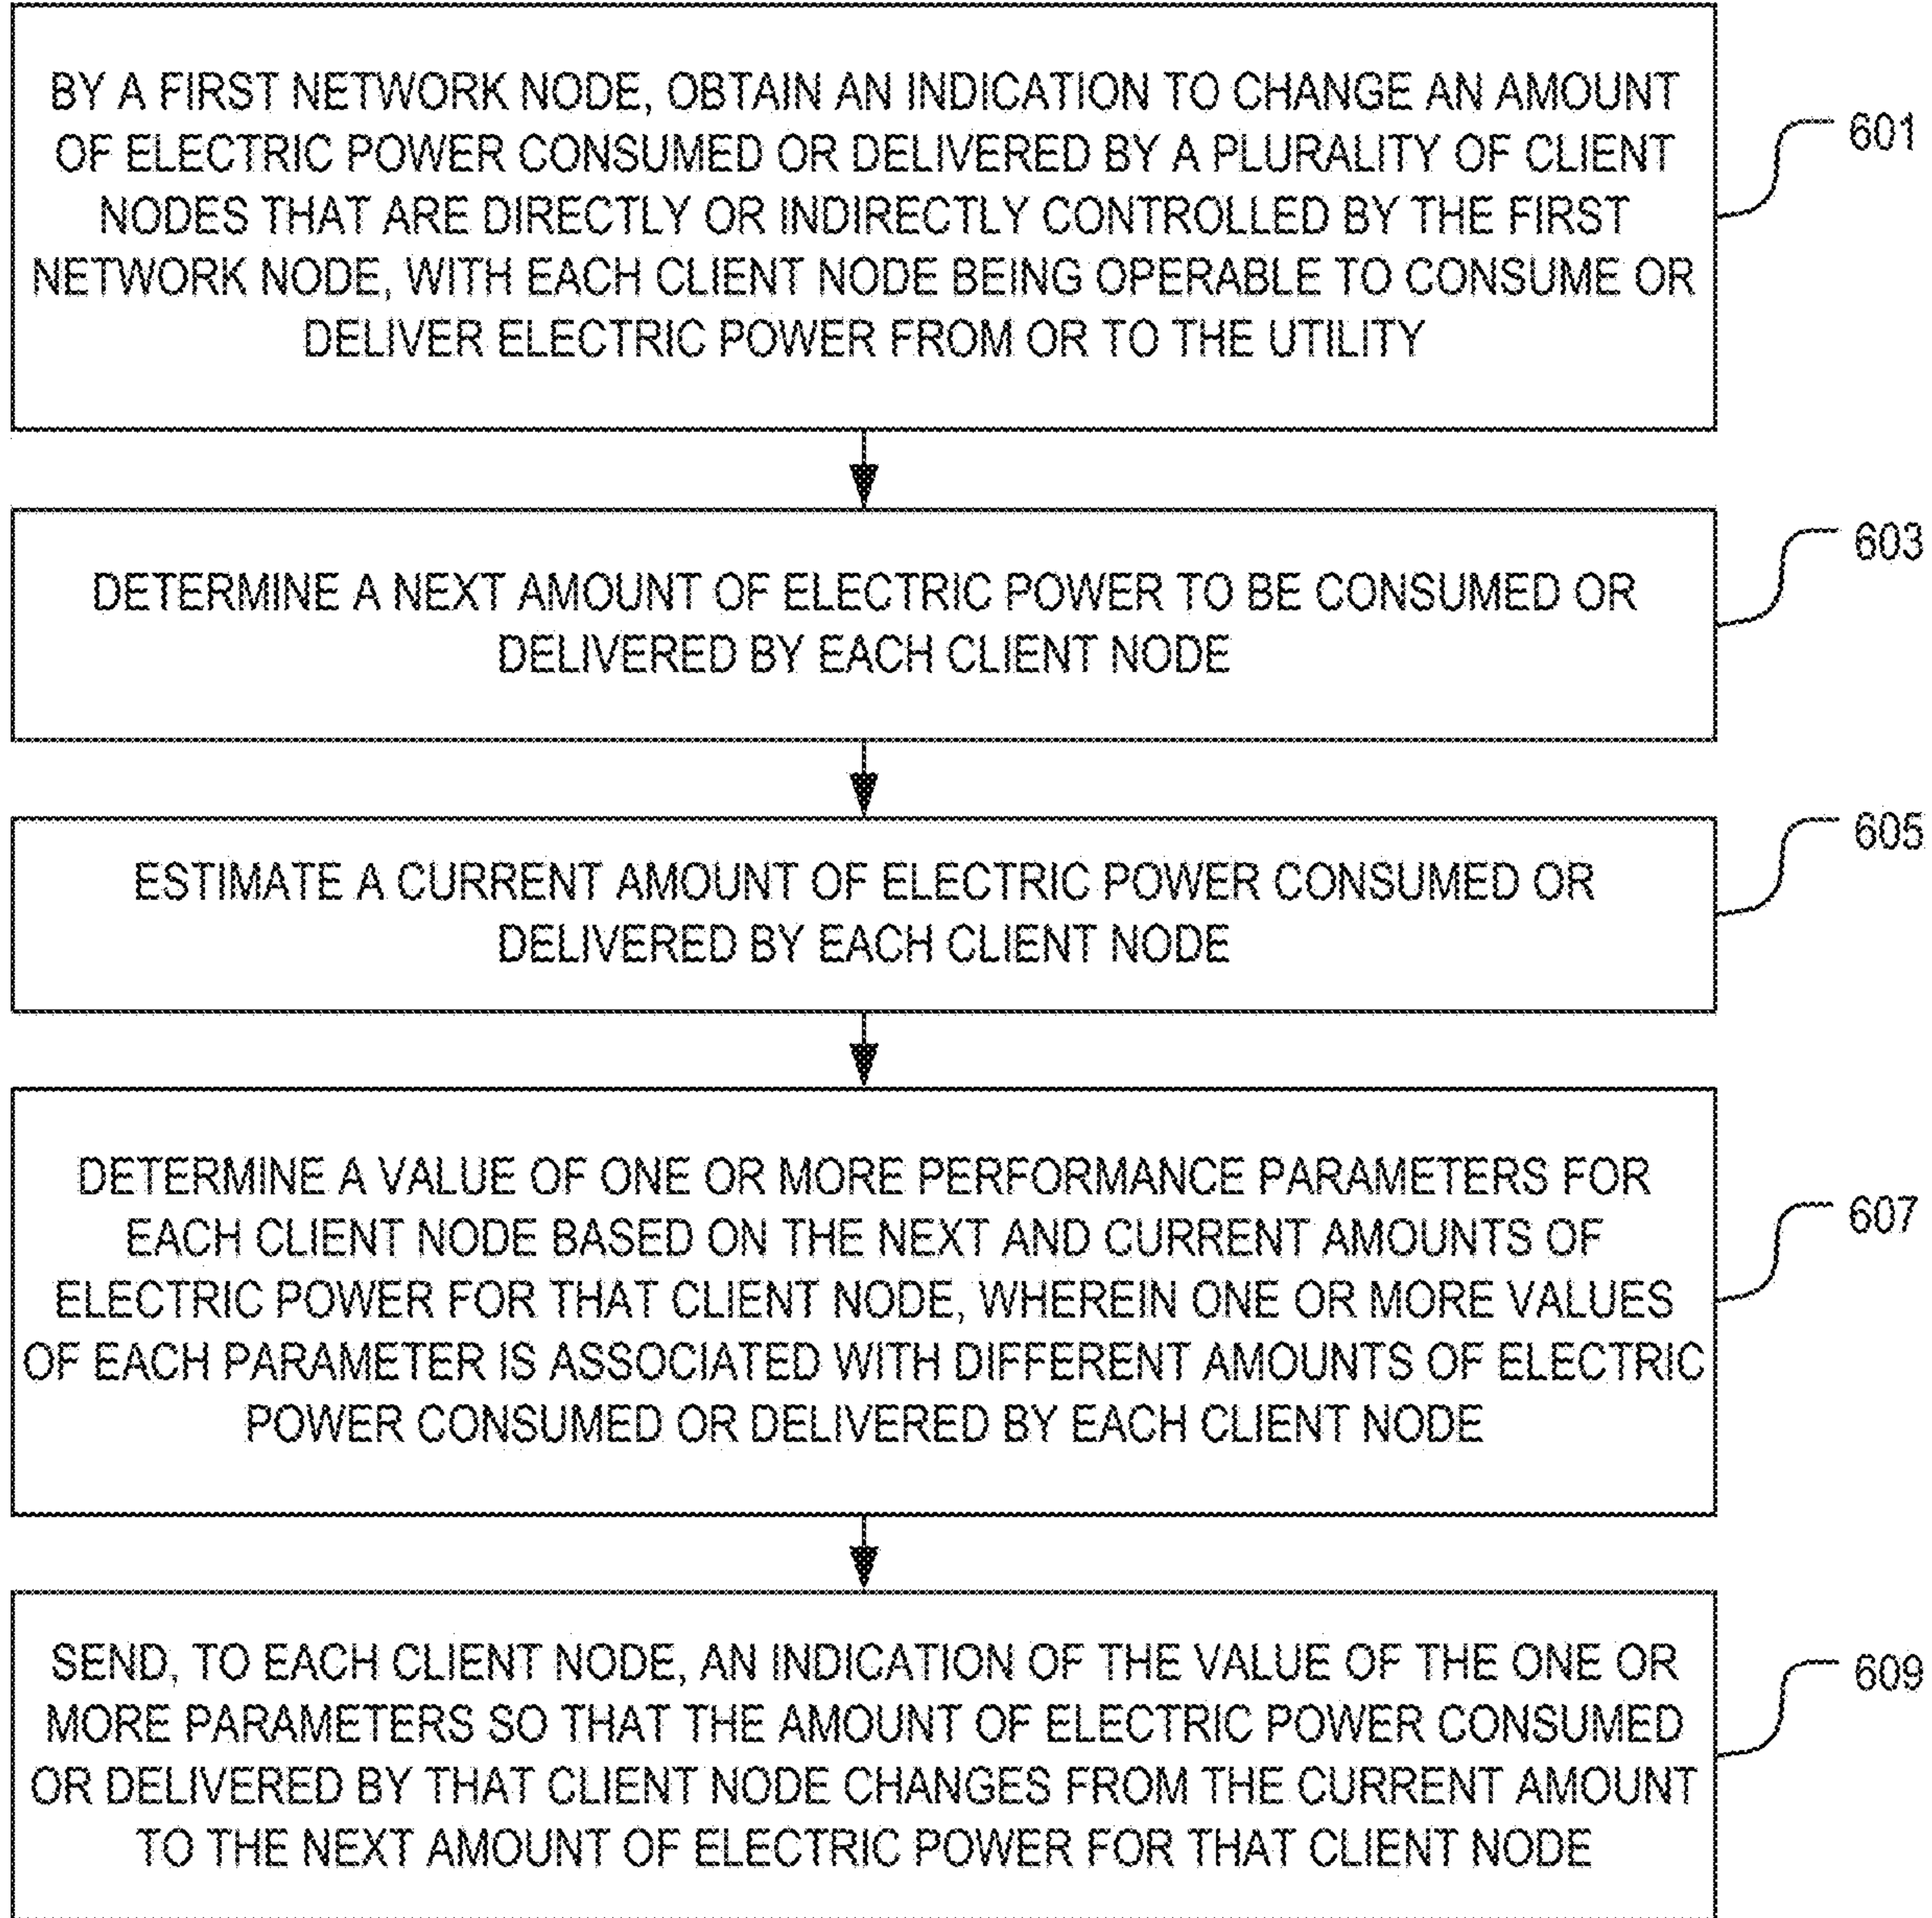 BY A FIRST NETWORK NODE, OBTAIN AN INDICATION TO CHANGE AN AMOUNT
OF ELECTRIC POWER CONSUMED OR DELIVERED BY A PLURALITY OF CLIENT
NODES THAT ARE DIRECTLY OR INDIRECTLY CONTROLLED BY THE FIRST
NETWORK NODE, WITH EACH CLIENT NODE BEING OPERABLE TO CONSUME OR
DELIVER ELECTRIC POWER FROM OR TO THE UTILITY
601
DETERMINE A NEXT AMOUNT OF ELECTRIC POWER TO BE CONSUMED OR
DELIVERED BY EACH CLIENT NODE
603
ESTIMATE A CURRENT AMOUNT OF ELECTRIC POWER CONSUMED OR
DELIVERED BY EACH CLIENT NODE
605
DETERMINE A VALUE OF ONE OR MORE PERFORMANCE PARAMETERS FOR
EACH CLIENT NODE BASED ON THE NEXT AND CURRENT AMOUNTS OF
ELECTRIC POWER FOR THAT CLIENT NODE, WHEREIN ONE OR MORE VALUES
OF EACH PARAMETER IS ASSOCIATED WITH DIFFERENT AMOUNTS OF ELECTRIC
POWER CONSUMED OR DELIVERED BY EACH CLIENT NODE
607
SEND, TO EACH CLIENT NODE, AN INDICATION OF THE VALUE OF THE ONE OR
MORE PARAMETERS SO THAT THE AMOUNT OF ELECTRIC POWER CONSUMED
OR DELIVERED BY THAT CLIENT NODE CHANGES FROM THE CURRENT AMOUNT
TO THE NEXT AMOUNT OF ELECTRIC POWER FOR THAT CLIENT NODE
609